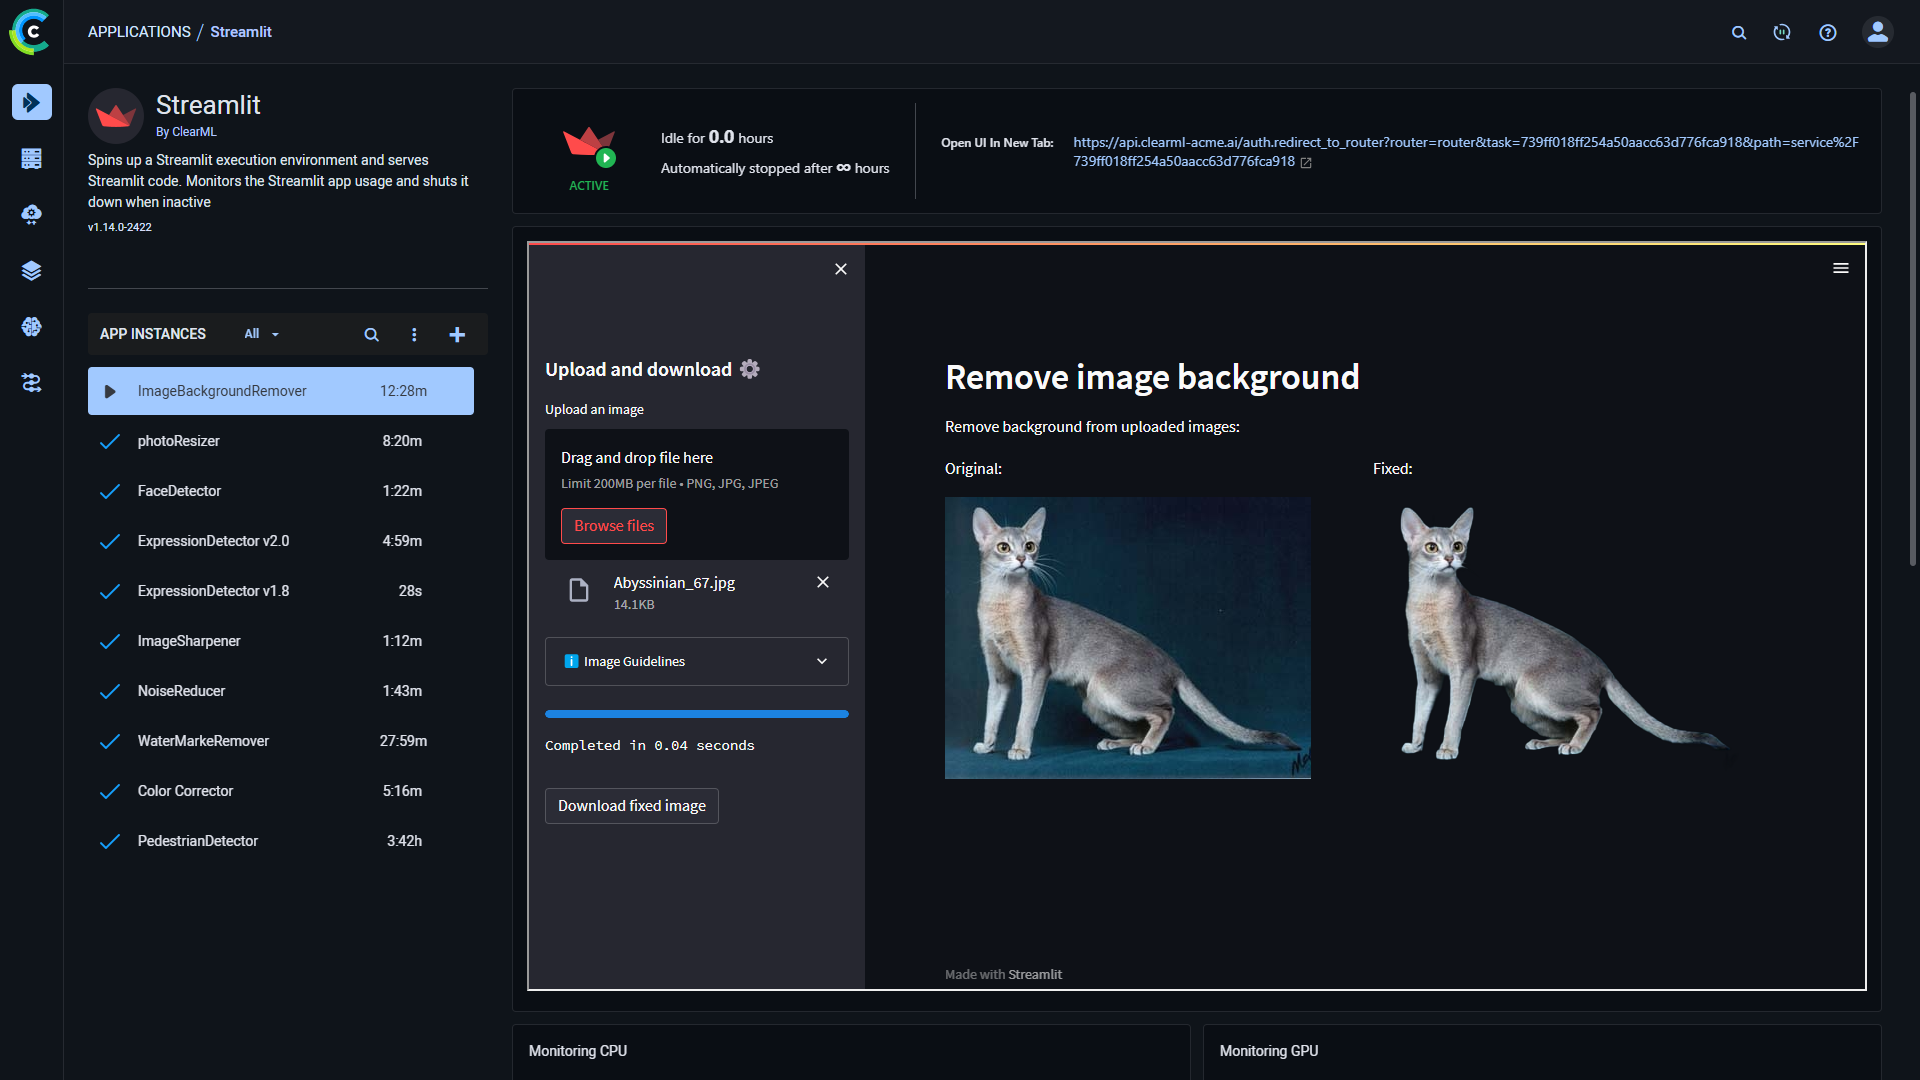 APPLICATIONS / Streamlit
Streamlit
By ClearML
Spins up a Streamlit execution environment and serves
Streamlit code. Monitors the Streamlit app usage and shuts it
down when inactive
v1.14.0-2422
APP INSTANCES All
ImageBackgroundRemover 12:28m
photoResizer 8:20m
FaceDetector 1:22m
ExpressionDetector v2.0 4:59m
ExpressionDetector v1.8 28s
ImageSharpener 1:12m
NoiseReducer 1:43m
WaterMarkeRemover 27:59m
Color Corrector 5:16m
PedestrianDetector 3:42h
ACTIVE
Idle for 0.0 hours
Automatically stopped after ∞ hours
Open UI In New Tab:
https://api.clearml-acme.ai/auth.redirect_to_router?router=router&task=739ff018ff254a50aacc63d776fca918&path=service%2F
739ff018ff254a50aacc63d776fca918
Upload and download
Upload an image
Drag and drop file here
Limit 200MB per file • PNG, JPG, JPEG
Browse files
Abyssinian_67.jpg
14.1KB
Image Guidelines
Completed in 0.04 seconds
Download fixed image
Remove image background
Remove background from uploaded images:
Original:
Fixed:
Made with Streamlit
Monitoring CPU
Monitoring GPU